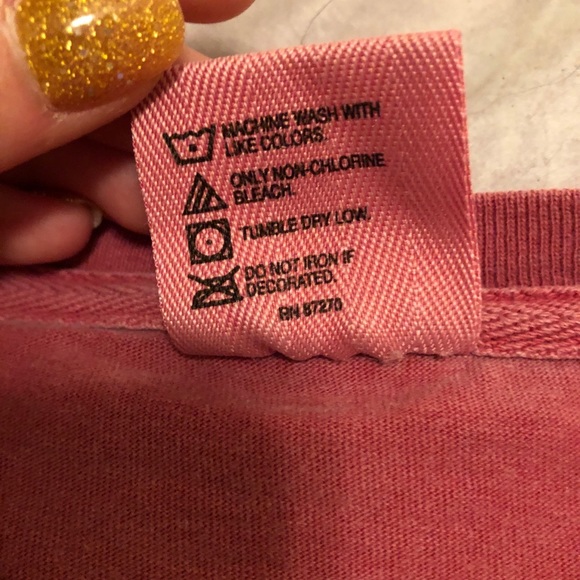 MACHINE WASH WITH
LIKE COLORS.
ONLY NON-CHLORINE
BLEACH.
TUMBLE DRY LOW.
DO NOT IRON IF
DECORATED.
RN 87270